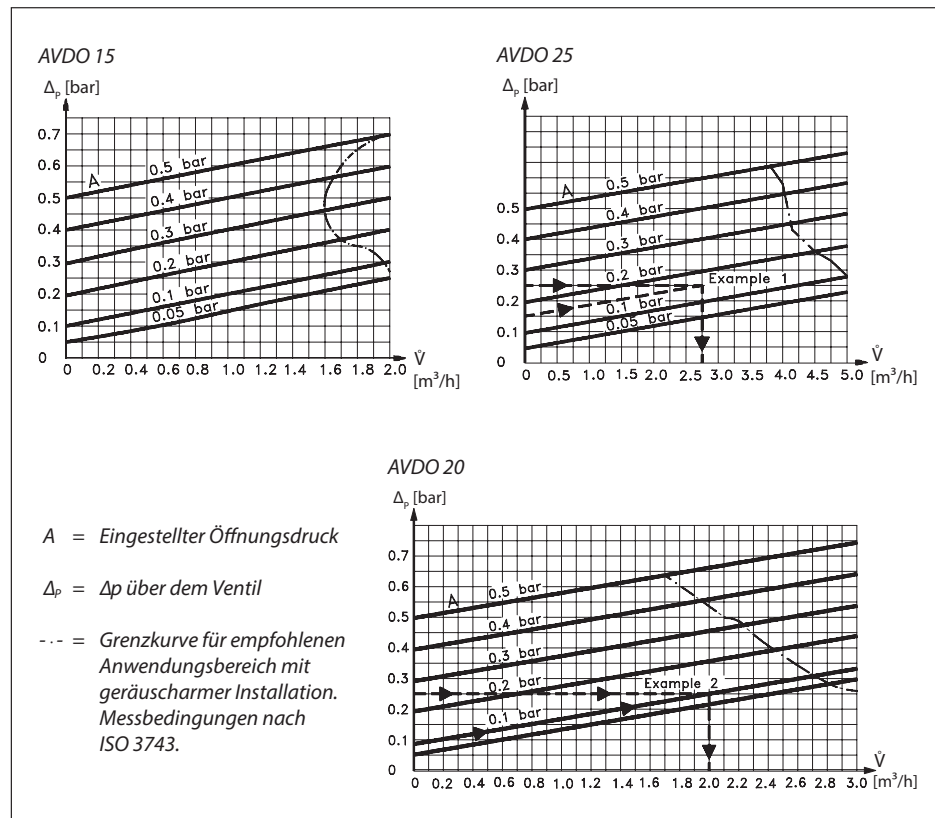 AVDO 15
Δp [bar]
0.7
0.6
0.5
0.4
0.3
0.2
0.1
0
A
0.5 bar
0.4 bar
0.3 bar
0.2 bar
0.1 bar
0.05 bar
0 0.2 0.4 0.6 0.8 1.0 1.2 1.4 1.6 1.8 2.0
V̇
[m³/h]
AVDO 25
Δp [bar]
0.5
0.4
0.3
0.2
0.1
0
A
0.5 bar
0.4 bar
0.3 bar
0.2 bar
Example 1
0.1 bar
0.05 bar
0 0.5 1.0 1.5 2.0 2.5 3.0 3.5 4.0 4.5 5.0
V̇
[m³/h]
AVDO 20
Δp [bar]
0.7
0.6
0.5
0.4
0.3
0.2
0.1
0
A
0.5 bar
0.4 bar
0.3 bar
0.2 bar
Example 2
0.1 bar
0 0.2 0.4 0.6 0.8 1.0 1.2 1.4 1.6 1.8 2.0 2.2 2.4 2.6 2.8 3.0
V̇
[m³/h]
A = Eingestellter Öffnungsdruck
Δp = Δp über dem Ventil
-·- = Grenzkurve für empfohlenen
Anwendungsbereich mit
geräuscharmer Installation.
Messbedingungen nach
ISO 3743.